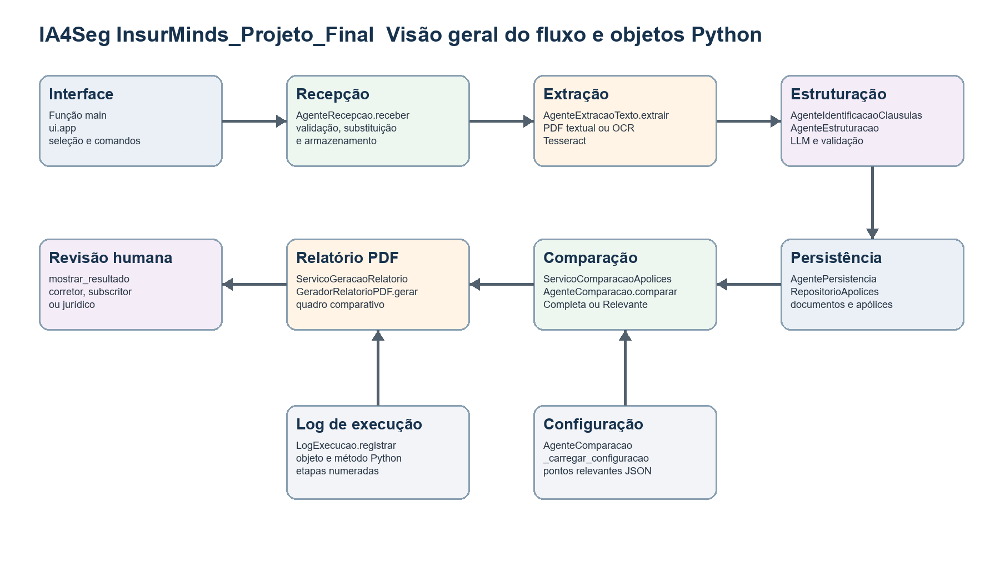 IA4Seg InsurMinds_Projeto_Final  Visão geral do fluxo e objetos Python
Interface
Função main
ui.app
seleção e comandos
Recepção
AgenteRecepcao.receber
validação, substituição
e armazenamento
Extração
AgenteExtracaoTexto.extrair
PDF textual ou OCR
Tesseract
Estruturação
AgenteIdentificacaoClausulas
AgenteEstruturacao
LLM e validação
Revisão humana
mostrar_resultado
corretor, subscritor
ou jurídico
Relatório PDF
ServicoGeracaoRelatorio
GeradorRelatorioPDF.gerar
quadro comparativo
Comparação
ServicoComparacaoApolices
AgenteComparacao.comparar
Completa ou Relevante
Persistência
AgentePersistencia
RepositorioApolices
documentos e apólices
Log de execução
LogExecucao.registrar
objeto e método Python
etapas numeradas
Configuração
AgenteComparacao
_carregar_configuracao
pontos relevantes JSON